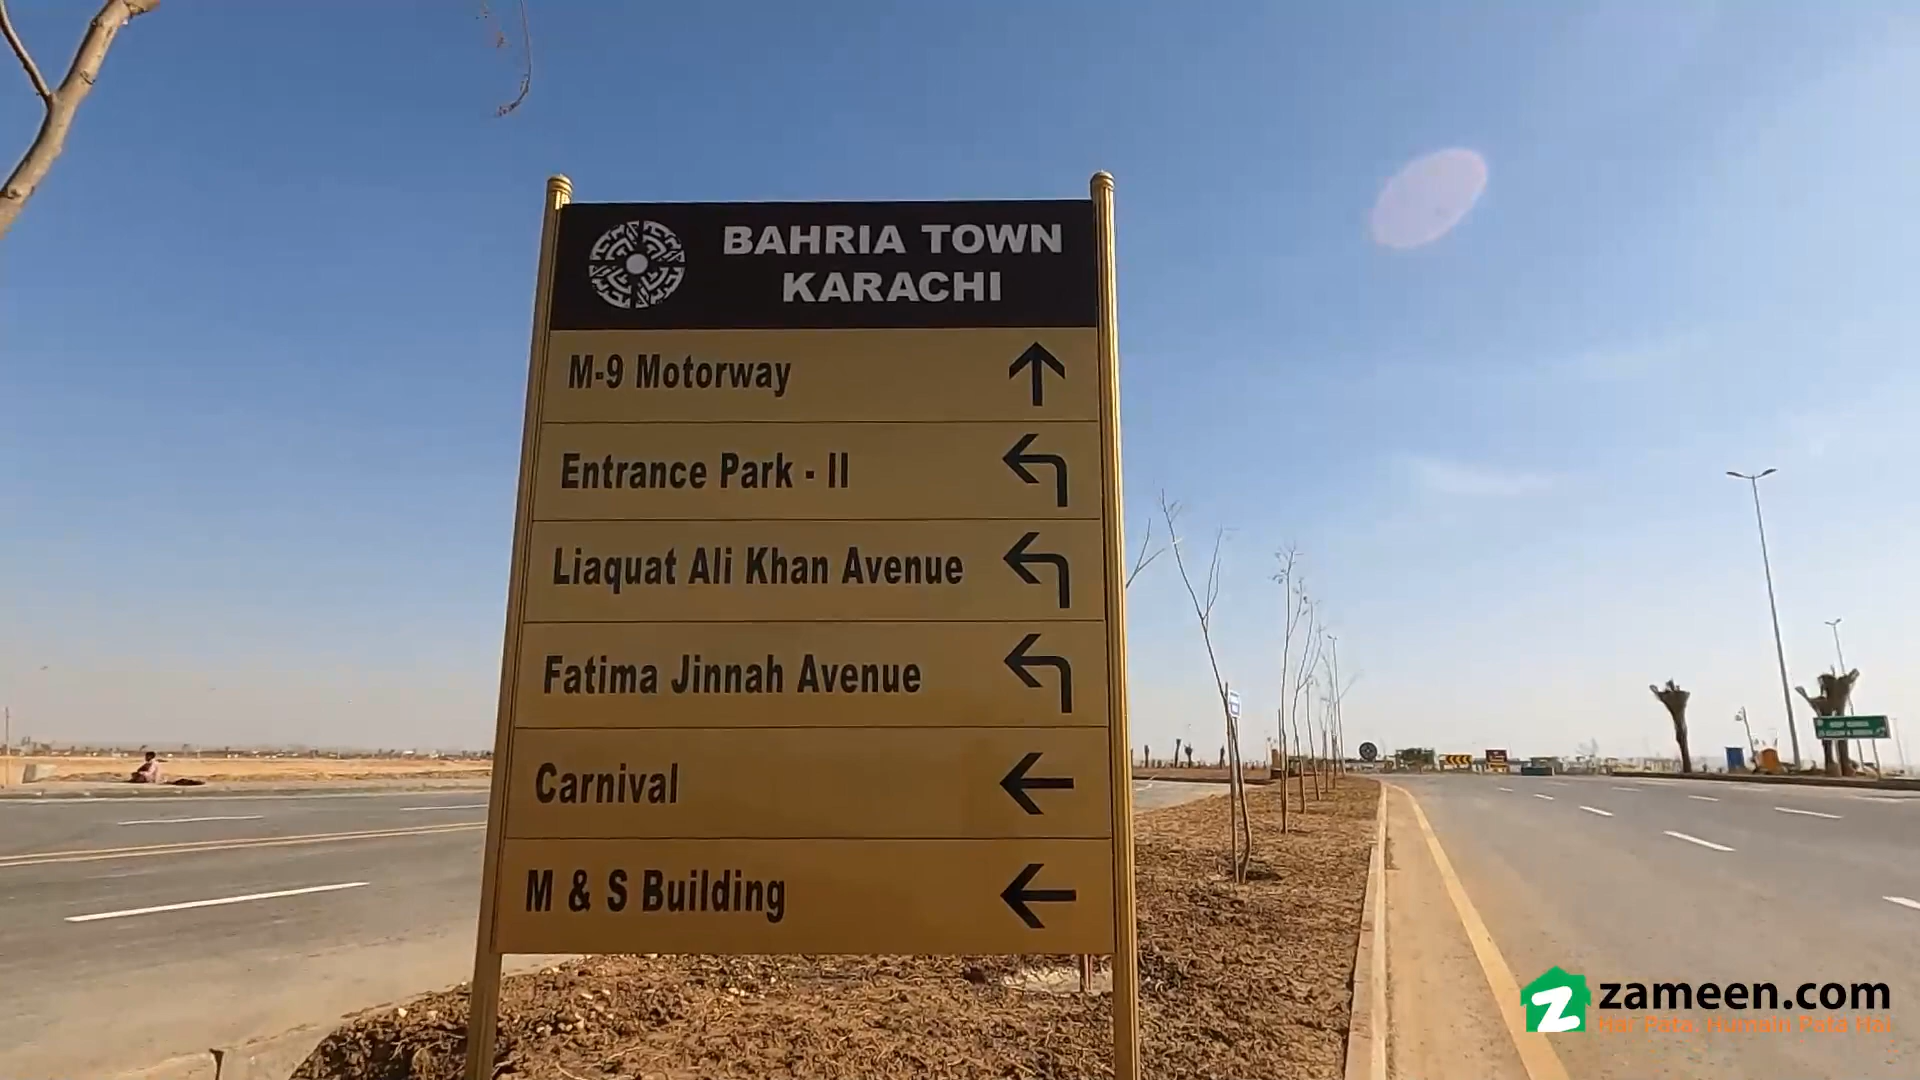 BAHRIA TOWN
KARACHI
M-9 Motorway
Entrance Park - II
Liaquat Ali Khan Avenue
Fatima Jinnah Avenue
Carnival
M & S Building
zameen.com
Har Pata, Humain Pata Hai